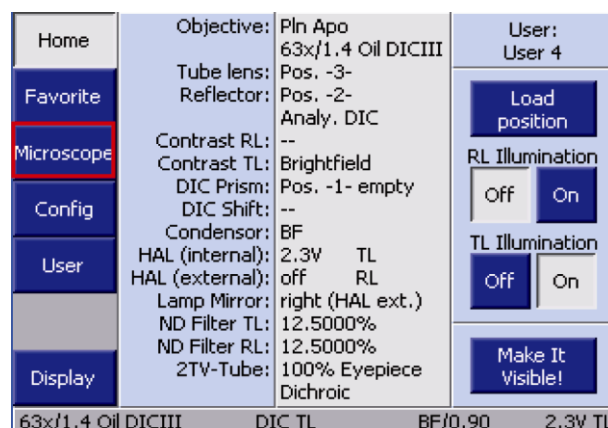 Home
Favorite
Microscope
Config
User
Display
Objective: Pln Apo
63x/1.4 Oil DICIII
Tube lens: Pos. -3-
Reflector: Pos. -2-
Analy. DIC
Contrast RL: --
Contrast TL: Brightfield
DIC Prism: Pos. -1- empty
DIC Shift: --
Condensor: BF
HAL (internal): 2.3V TL
HAL (external): off RL
Lamp Mirror: right (HAL ext.)
ND Filter TL: 12.5000%
ND Filter RL: 12.5000%
2TV-Tube: 100% Eyepiece
Dichroic
User:
User 4
Load
position
RL Illumination
Off On
TL Illumination
Off On
Make It
Visible!
63x/1.4 Oil DICIII DIC TL BF/0.90 2.3V TL